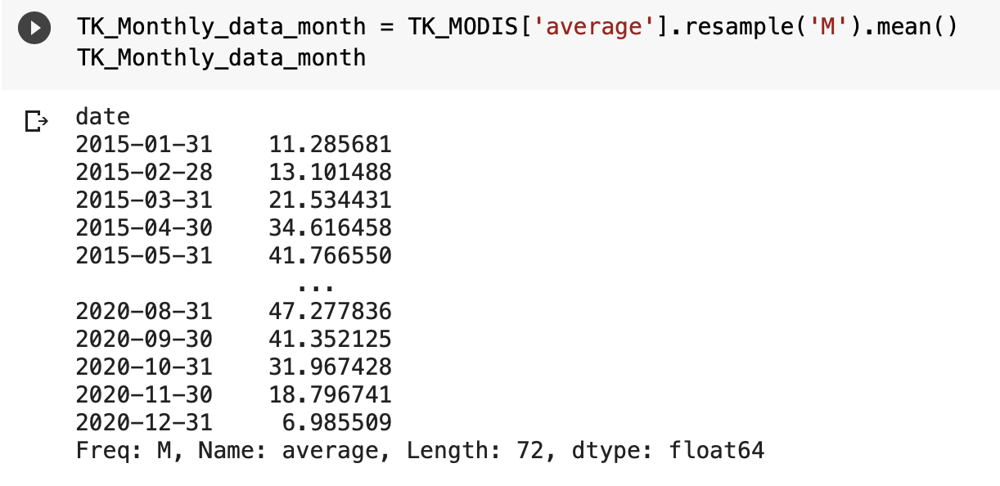 TK_Monthly_data_month = TK_MODIS['average'].resample('M').mean()
TK_Monthly_data_month
date
2015-01-31    11.285681
2015-02-28    13.101488
2015-03-31    21.534431
2015-04-30    34.616458
2015-05-31    41.766550
...
2020-08-31    47.277836
2020-09-30    41.352125
2020-10-31    31.967428
2020-11-30    18.796741
2020-12-31     6.985509
Freq: M, Name: average, Length: 72, dtype: float64